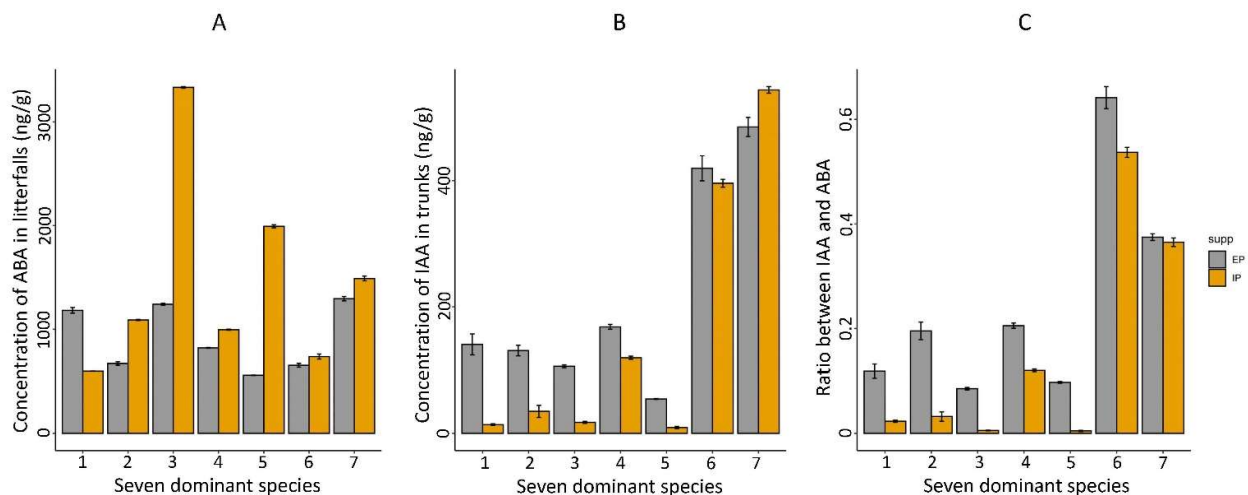 A
Concentration of ABA in litterfalls (ng/g)
3000
2000
1000
0
1 2 3 4 5 6 7
Seven dominant species
B
Concentration of IAA in trunks (ng/g)
400
200
0
1 2 3 4 5 6 7
Seven dominant species
C
Ratio between IAA and ABA
0.6
0.4
0.2
0
1 2 3 4 5 6 7
Seven dominant species
supp
EP
IP